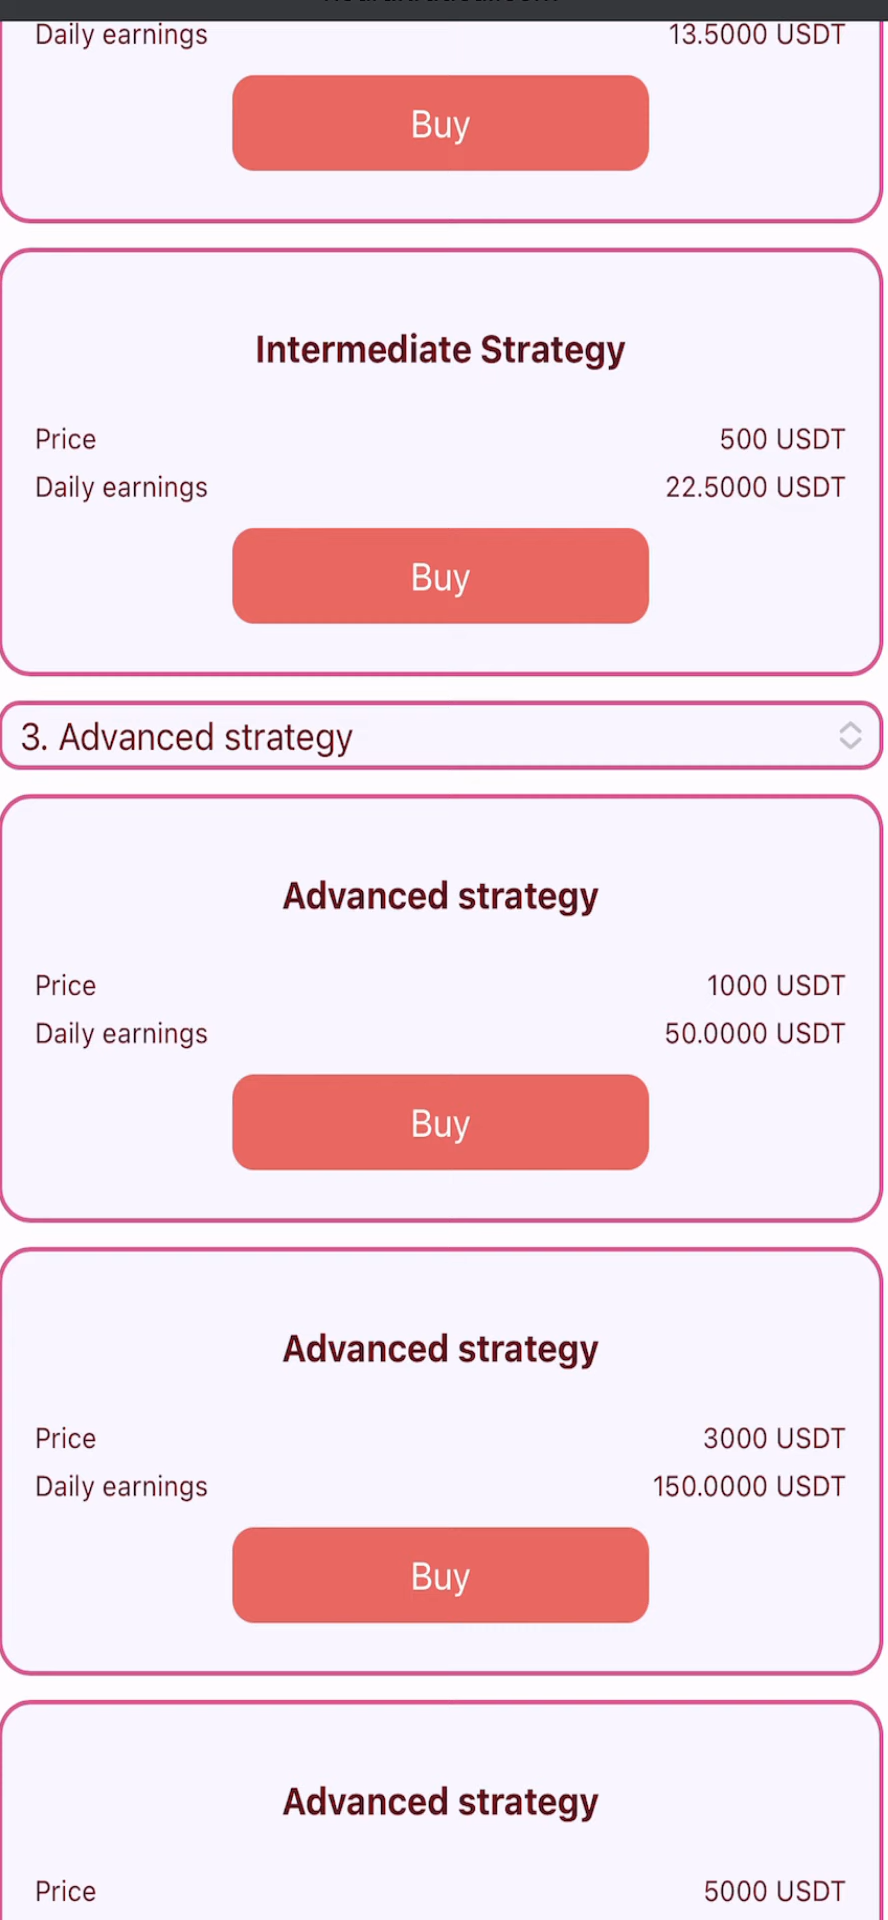 Daily earnings 13.5000 USDT
Buy
Intermediate Strategy
Price 500 USDT
Daily earnings 22.5000 USDT
Buy
3. Advanced strategy
Advanced strategy
Price 1000 USDT
Daily earnings 50.0000 USDT
Buy
Advanced strategy
Price 3000 USDT
Daily earnings 150.0000 USDT
Buy
Advanced strategy
Price 5000 USDT